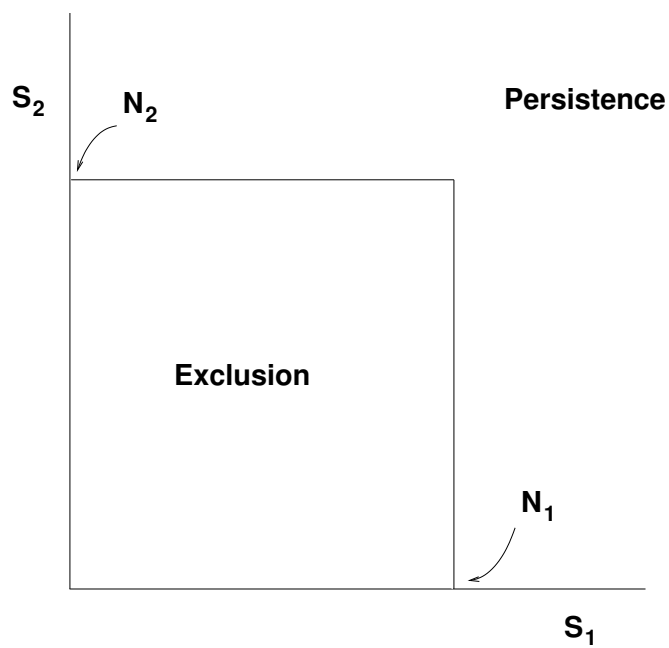 S₂
N₂
Persistence
Exclusion
N₁
S₁